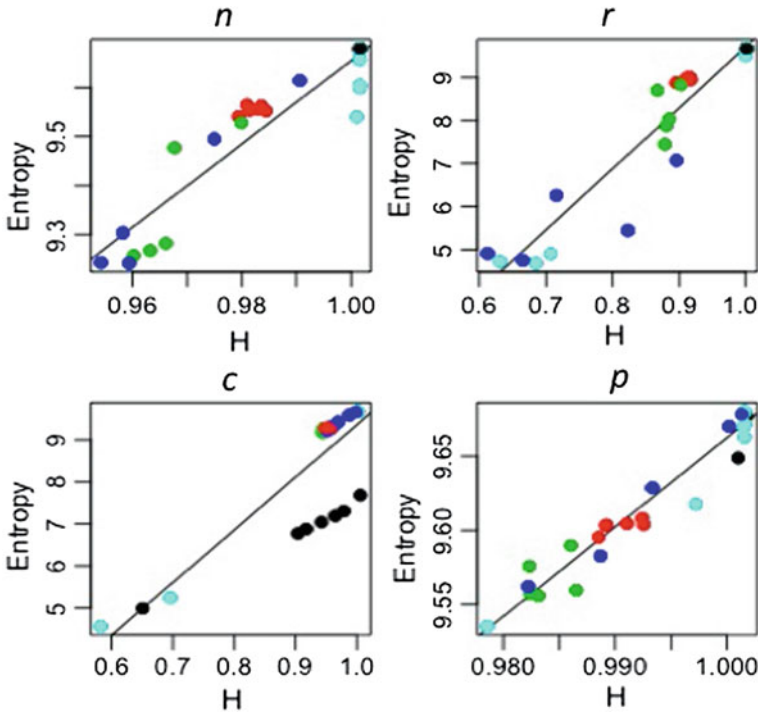 n
r
Entropy
9.3 9.5
0.96 0.98 1.00
H
Entropy
5 6 7 8 9
0.6 0.7 0.8 0.9 1.0
H
c
p
Entropy
5 6 7 9
0.6 0.7 0.8 0.9 1.0
H
Entropy
9.55 9.60 9.65
0.980 0.990 1.000
H